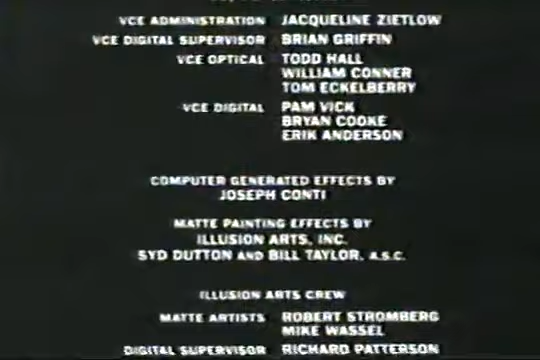 VCE ADMINISTRATION JACQUELINE ZIETLOW
VCE DIGITAL SUPERVISOR BRIAN GRIFFIN
VCE OPTICAL TODD HALL
WILLIAM CONNER
TOM ECKELBERRY
VCE DIGITAL PAM VICK
BRYAN COOKE
ERIK ANDERSON
COMPUTER GENERATED EFFECTS BY
JOSEPH CONTI
MATTE PAINTING EFFECTS BY
ILLUSION ARTS, INC.
SYD DUTTON AND BILL TAYLOR, A.S.C.
ILLUSION ARTS CREW
MATTE ARTISTS ROBERT STROMBERG
MIKE WASSEL
DIGITAL SUPERVISOR RICHARD PATTERSON